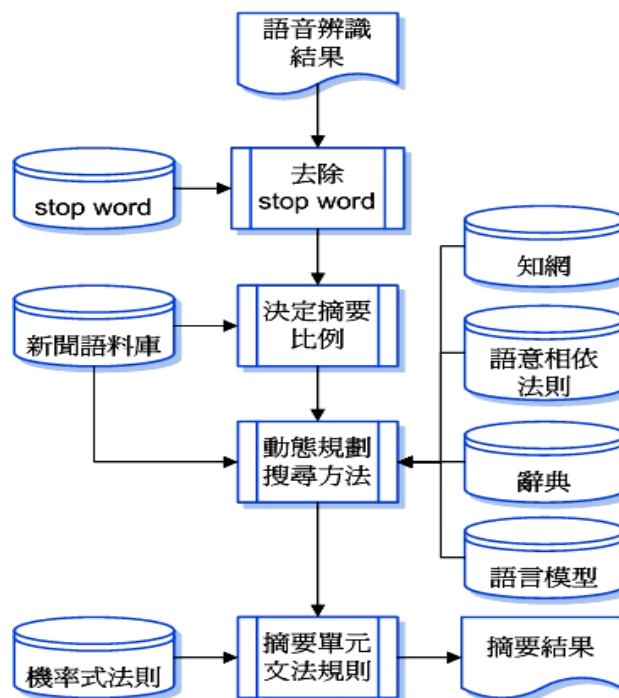 語音辨識
結果
stop word
去除
stop word
知網
新聞語料庫
決定摘要
比例
語意相依
法則
動態規劃
搜尋方法
辭典
語言模型
機率式法則
摘要單元
文法規則
摘要結果